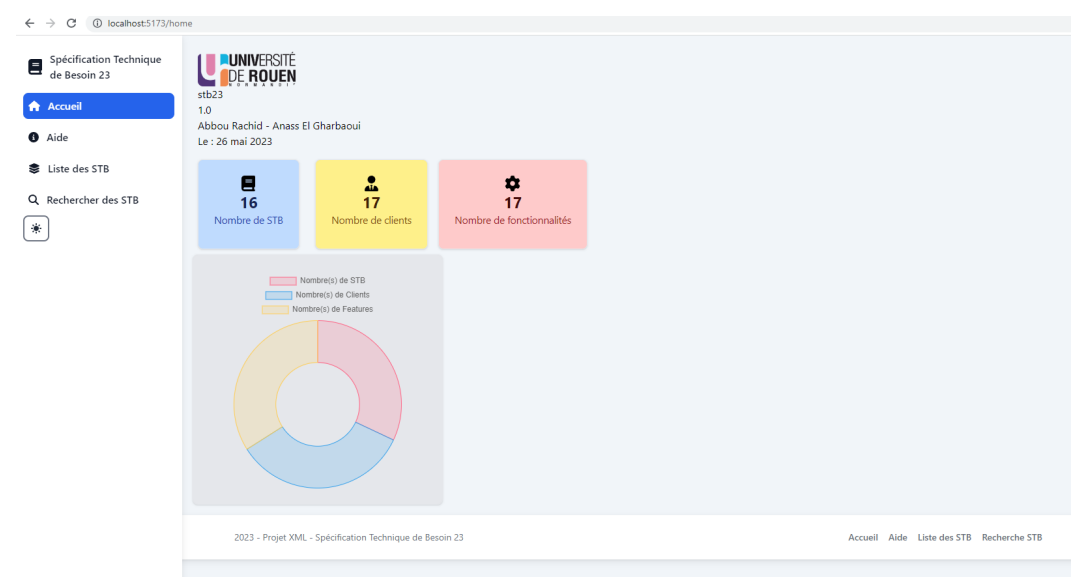 localhost:5173/home
Spécification Technique
de Besoin 23
Accueil
Aide
Liste des STB
Rechercher des STB
UNIVERSITÉ
DE ROUEN
NORMANDIE
stb23
1.0
Abbou Rachid - Anass El Gharbaoui
Le : 26 mai 2023
16
Nombre de STB
17
Nombre de clients
17
Nombre de fonctionnalités
Nombre(s) de STB
Nombre(s) de Clients
Nombre(s) de Features
2023 - Projet XML - Spécification Technique de Besoin 23
Accueil Aide Liste des STB Recherche STB